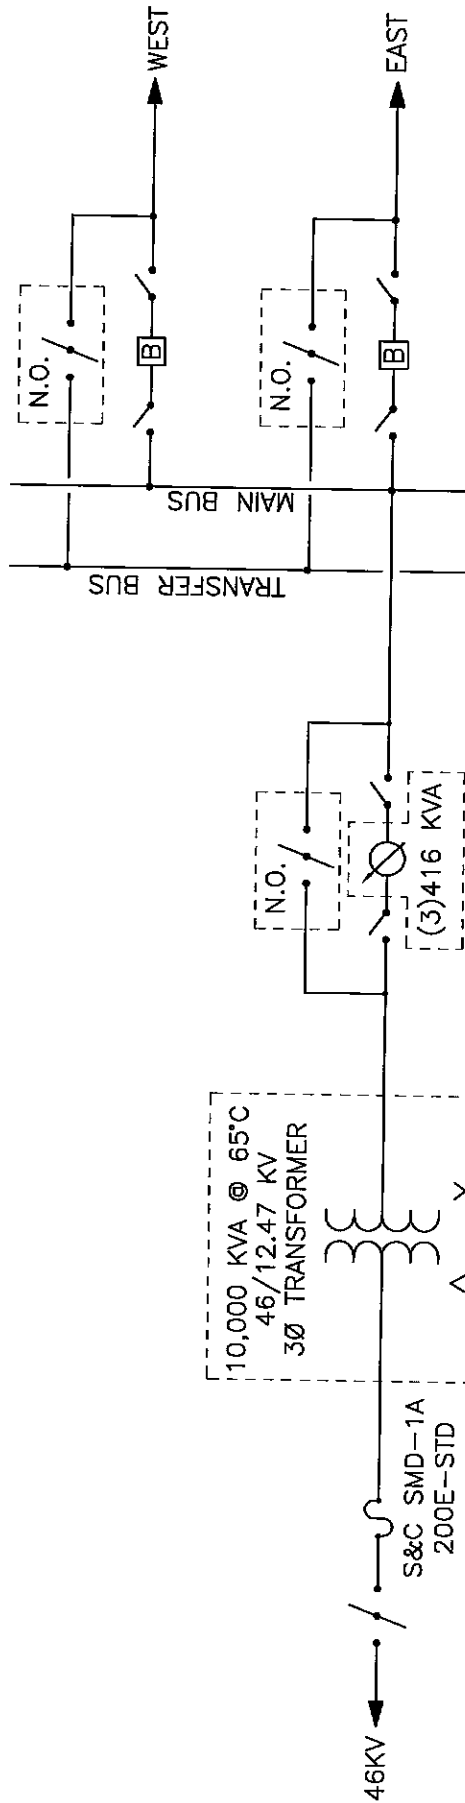 46KV
S&C SMD-1A
200E-STD
10,000 KVA @ 65°C
46/12.47 KV
3Ø TRANSFORMER
N.O.
(3)416 KVA
TRANSFER BUS
MAIN BUS
N.O.
B
WEST
N.O.
B
EAST